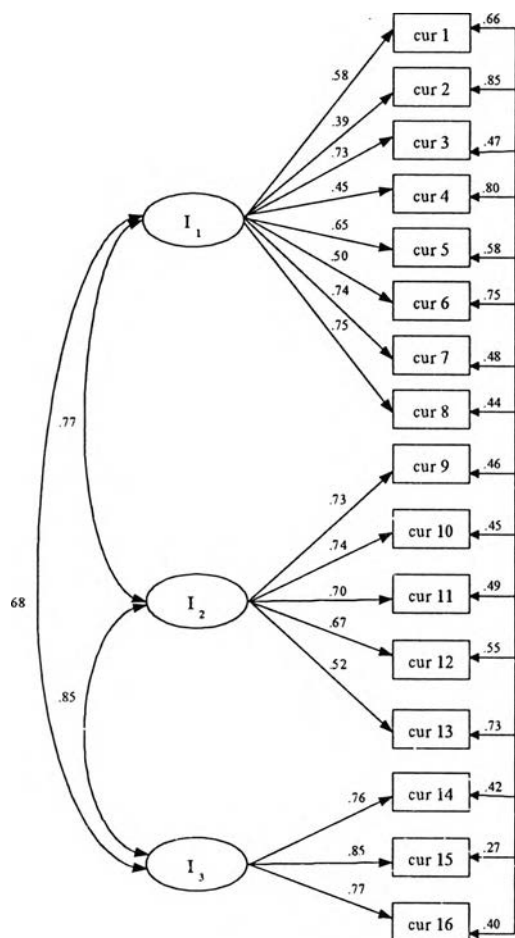 .66
cur 1
.58
.85
cur 2
.39
cur 3
.73
.47
.45
cur 4
.80
I 1
.65
cur 5
.58
.50
cur 6
.75
.74
cur 7
.48
.75
cur 8
.44
.77
cur 9
.46
.73
cur 10
.45
.74
I 2
.70
cur 11
.49
68
.67
cur 12
.55
.52
.85
cur 13
.73
cur 14
.42
.76
I 3
.85
cur 15
.27
.77
cur 16
.40